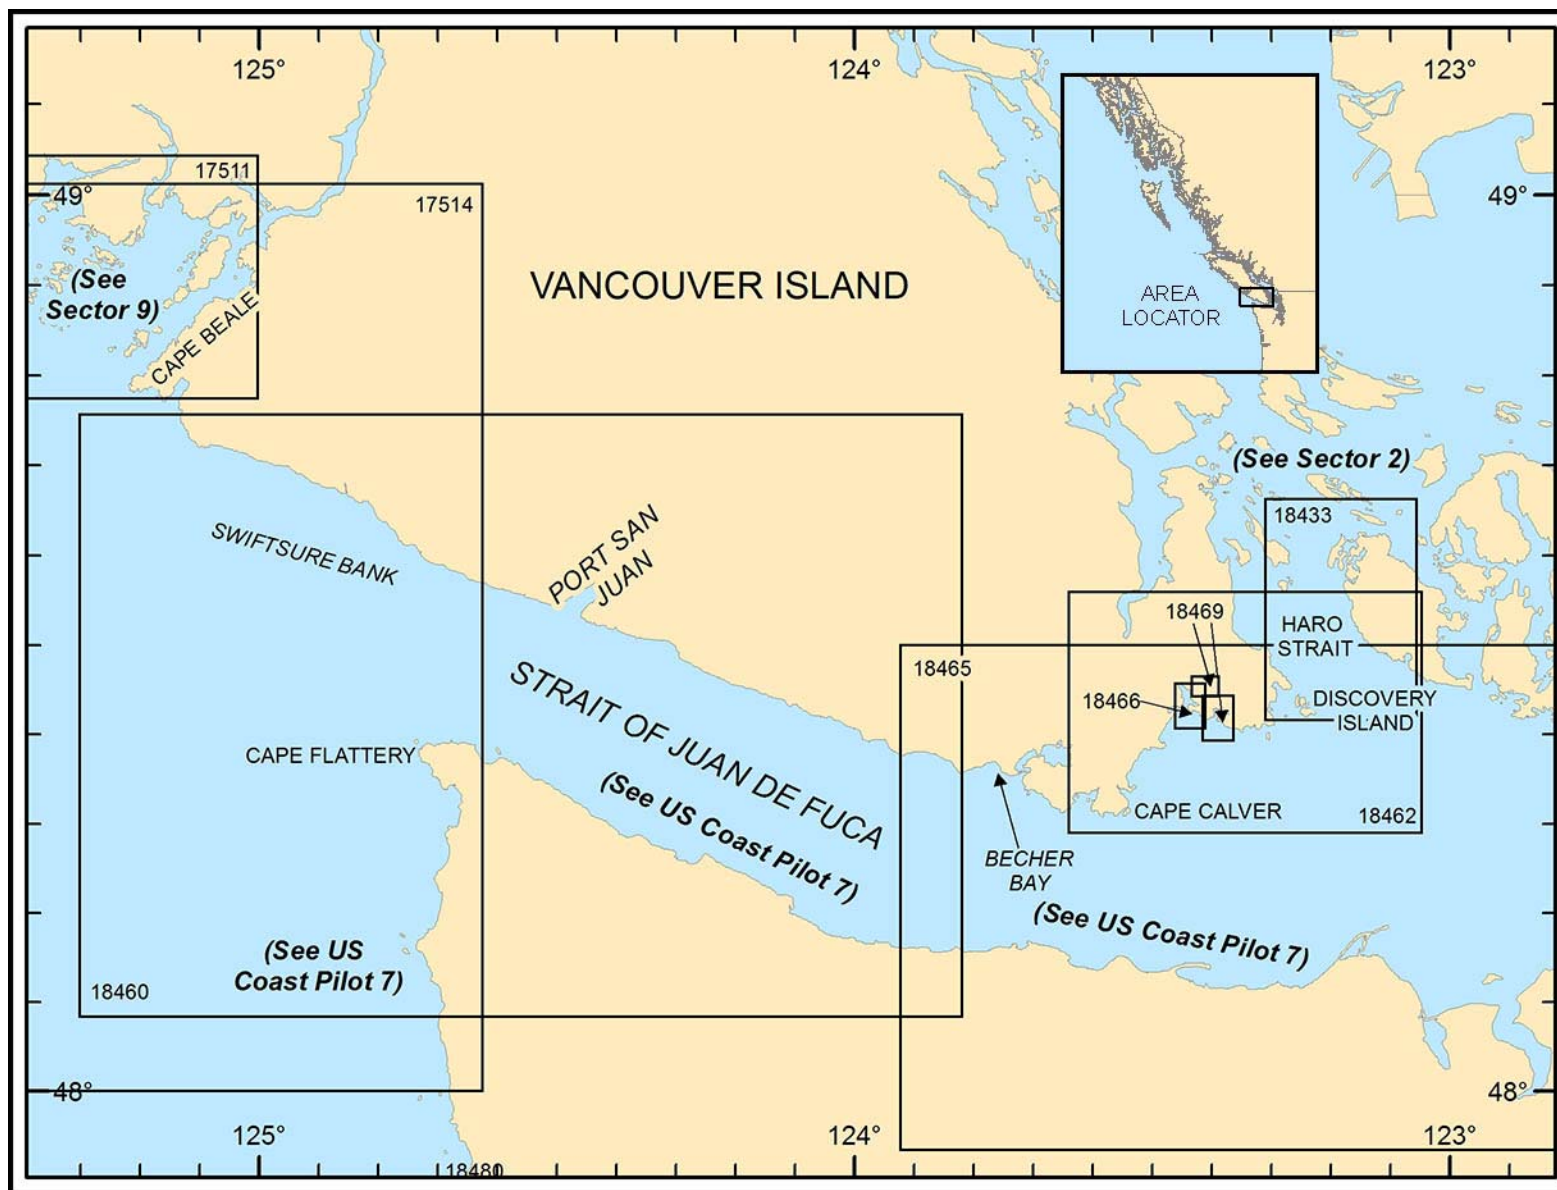 125°
124°
123°
17511
49°
17514
49°
(See
Sector 9)
VANCOUVER ISLAND
AREA
LOCATOR
CAPE BEALE
(See Sector 2)
18433
SWIFTSURE BANK
PORT SAN
JUAN
18469
HARO
STRAIT
18465
18466
DISCOVERY
ISLAND
STRAIT OF JUAN DE FUCA
CAPE FLATTERY
(See US Coast Pilot 7)
CAPE CALVER
18462
BECHER
BAY
(See US Coast Pilot 7)
(See US
Coast Pilot 7)
18460
48°
48°
125°
124°
123°
18480